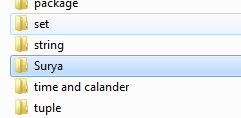 package
set
string
Surya
time and calander
tuple